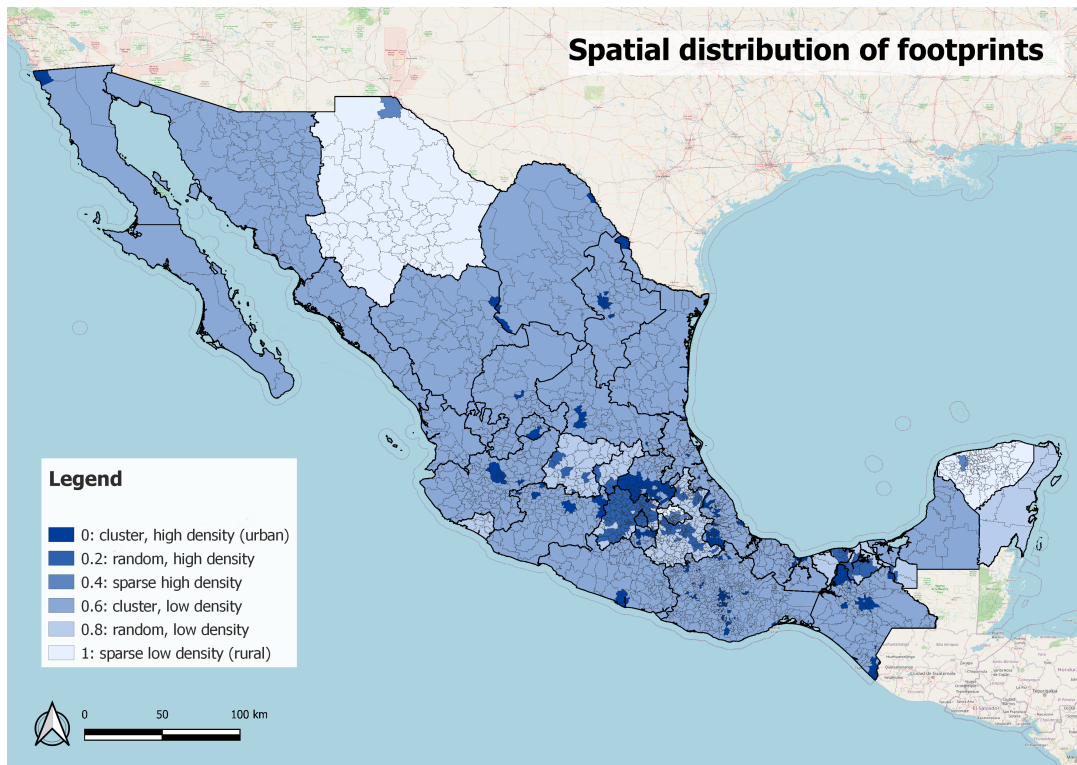 Spatial distribution of footprints
Legend
0: cluster, high density (urban)
0.2: random, high density
0.4: sparse high density
0.6: cluster, low density
0.8: random, low density
1: sparse low density (rural)
0 50 100 km